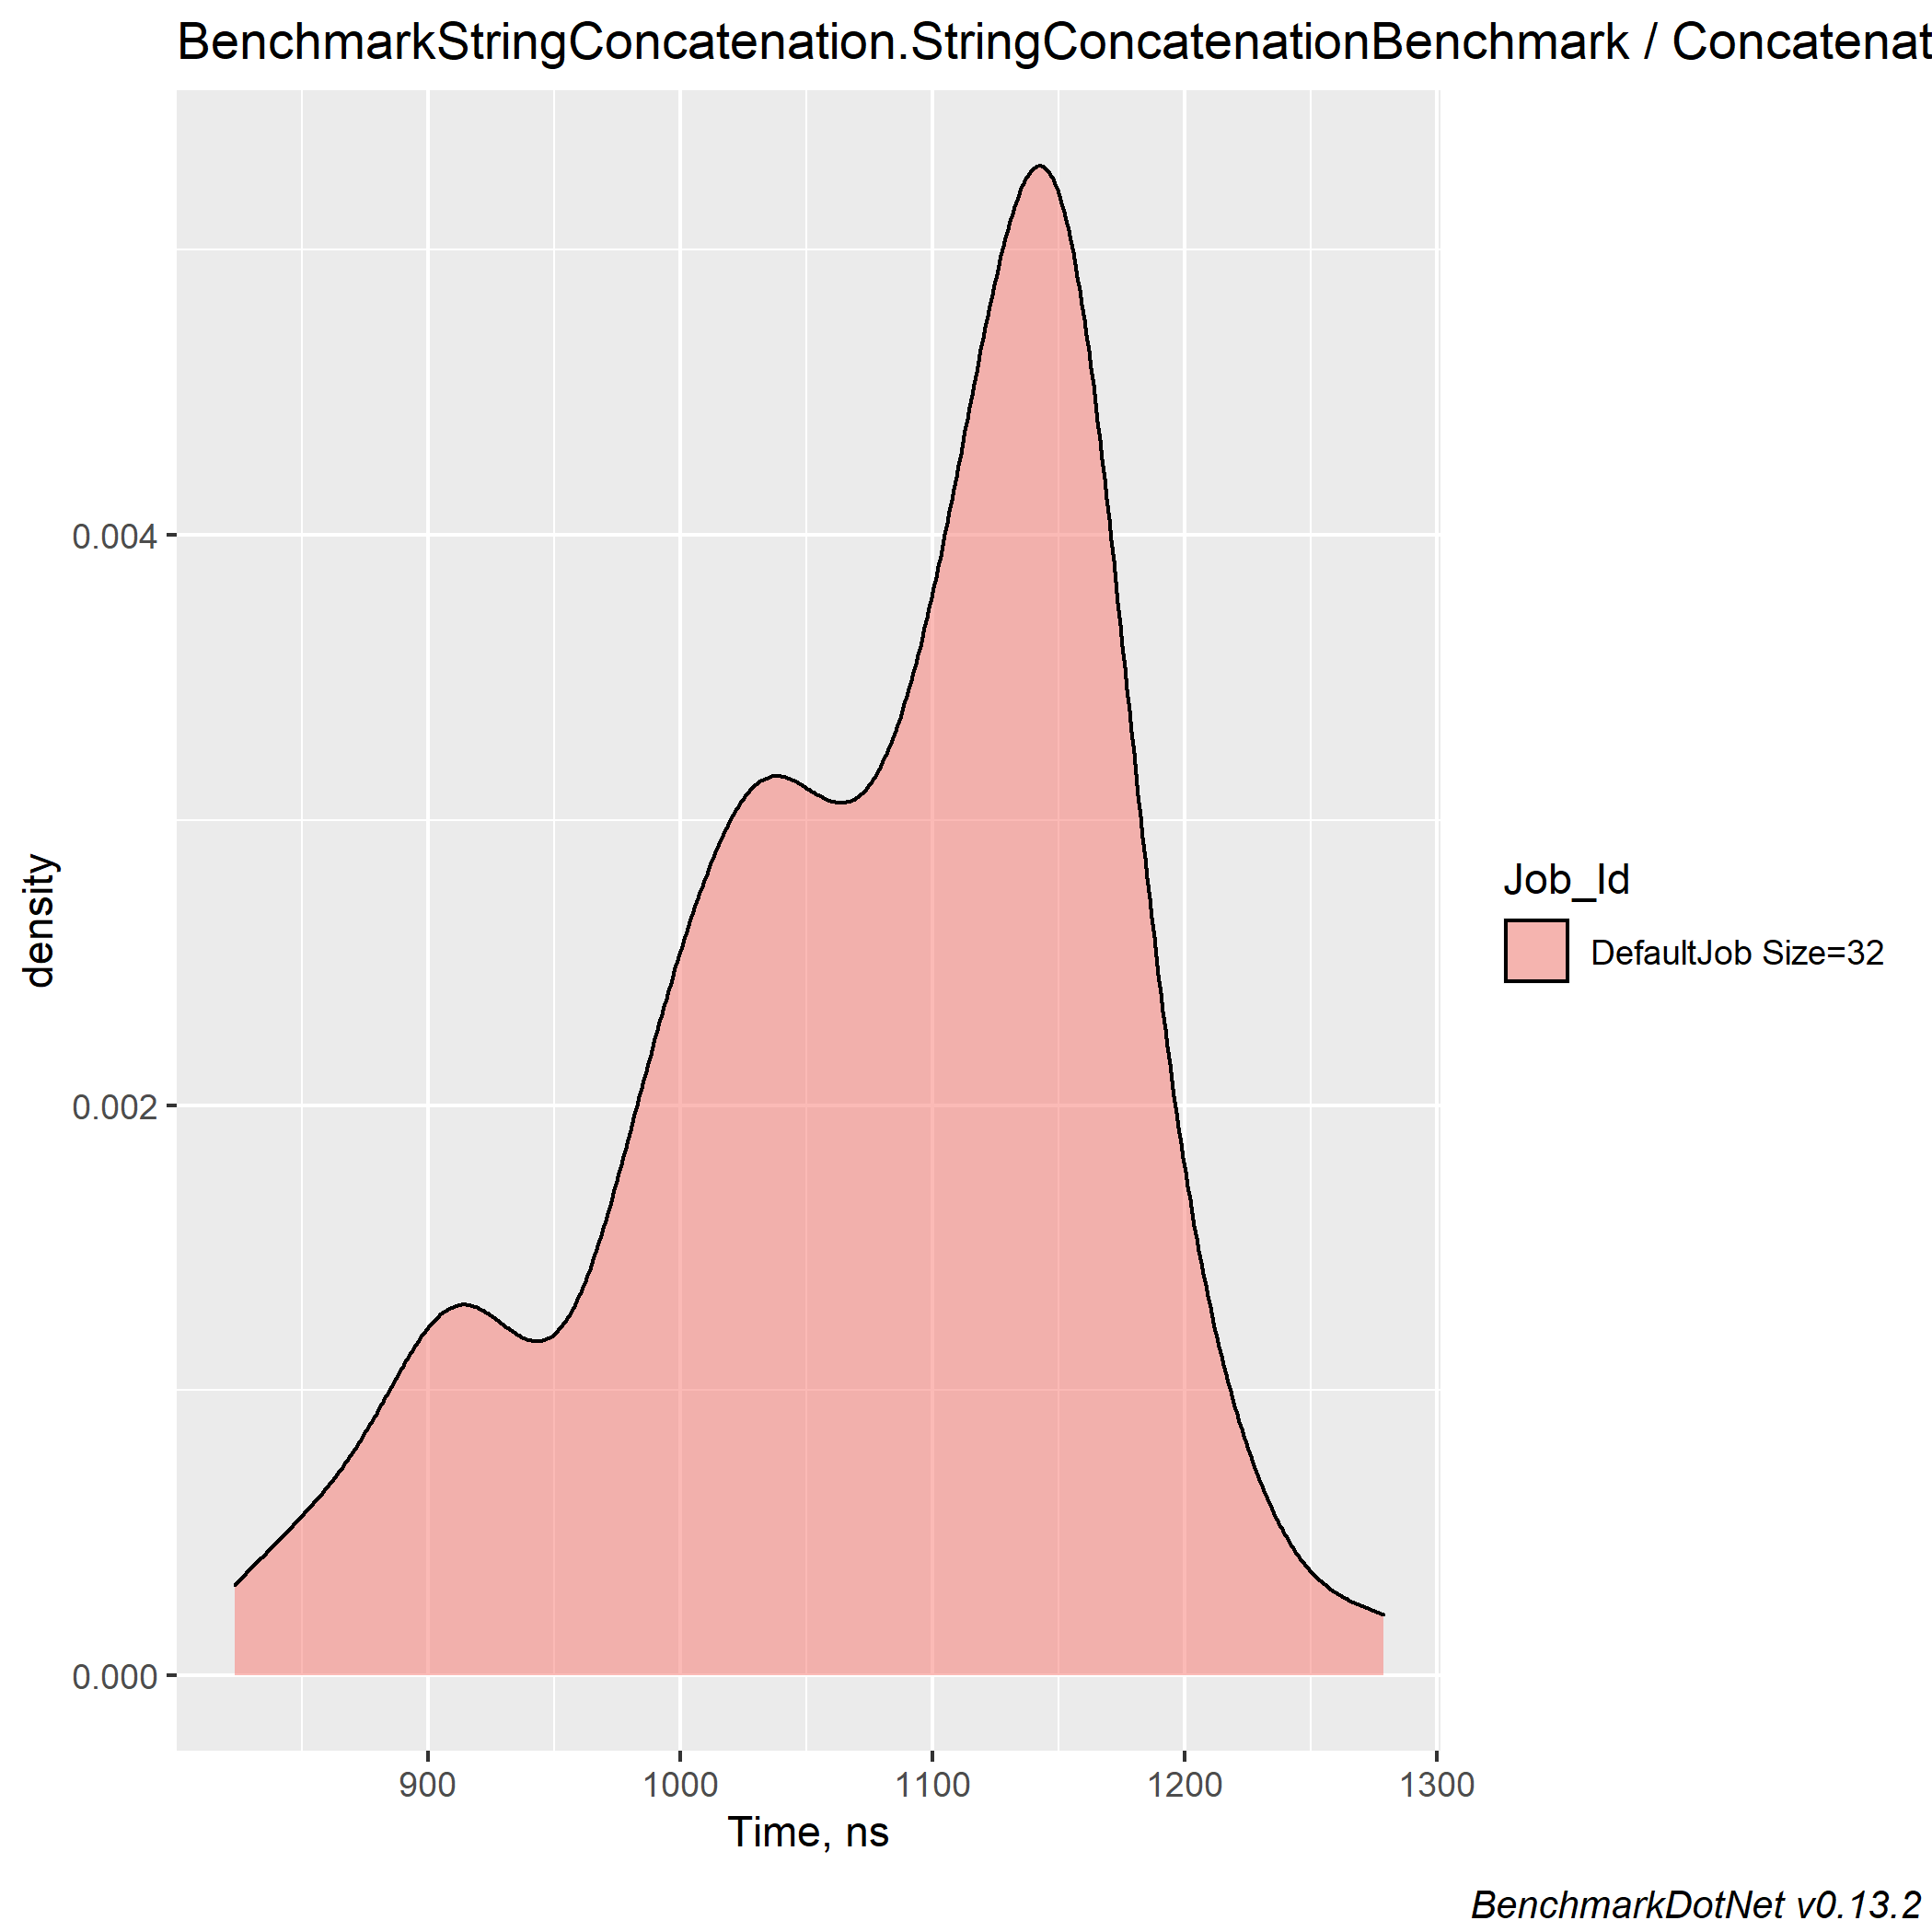 BenchmarkStringConcatenation.StringConcatenationBenchmark / Concatenat
density
0.004
0.002
0.000
900 1000 1100 1200 1300
Time, ns
Job_Id
DefaultJob Size=32
BenchmarkDotNet v0.13.2